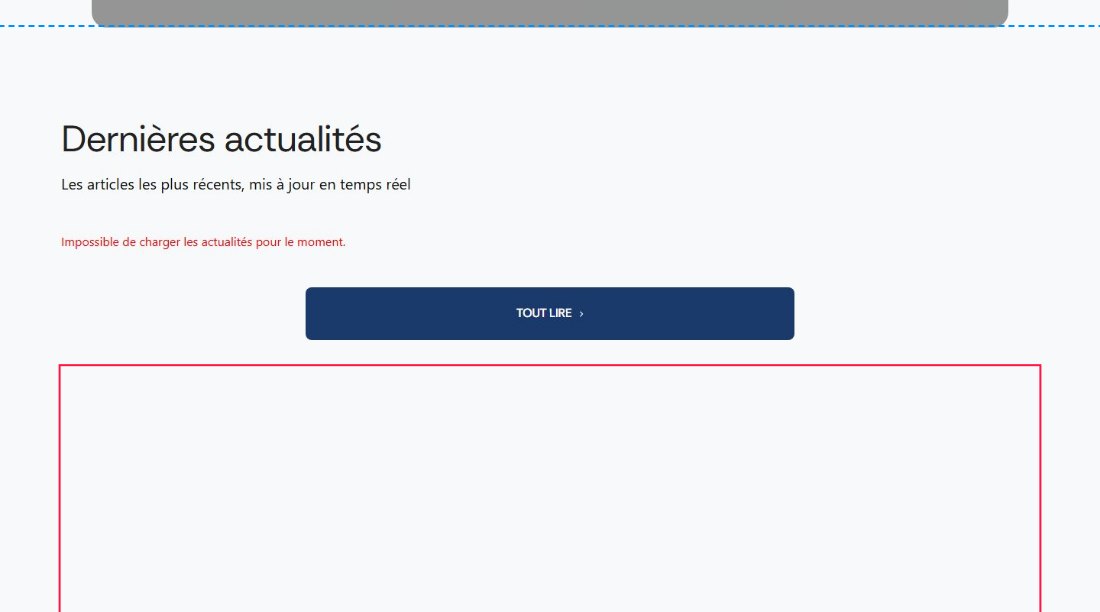 Dernières actualités
Les articles les plus récents, mis à jour en temps réel
Impossible de charger les actualités pour le moment.
TOUT LIRE ›